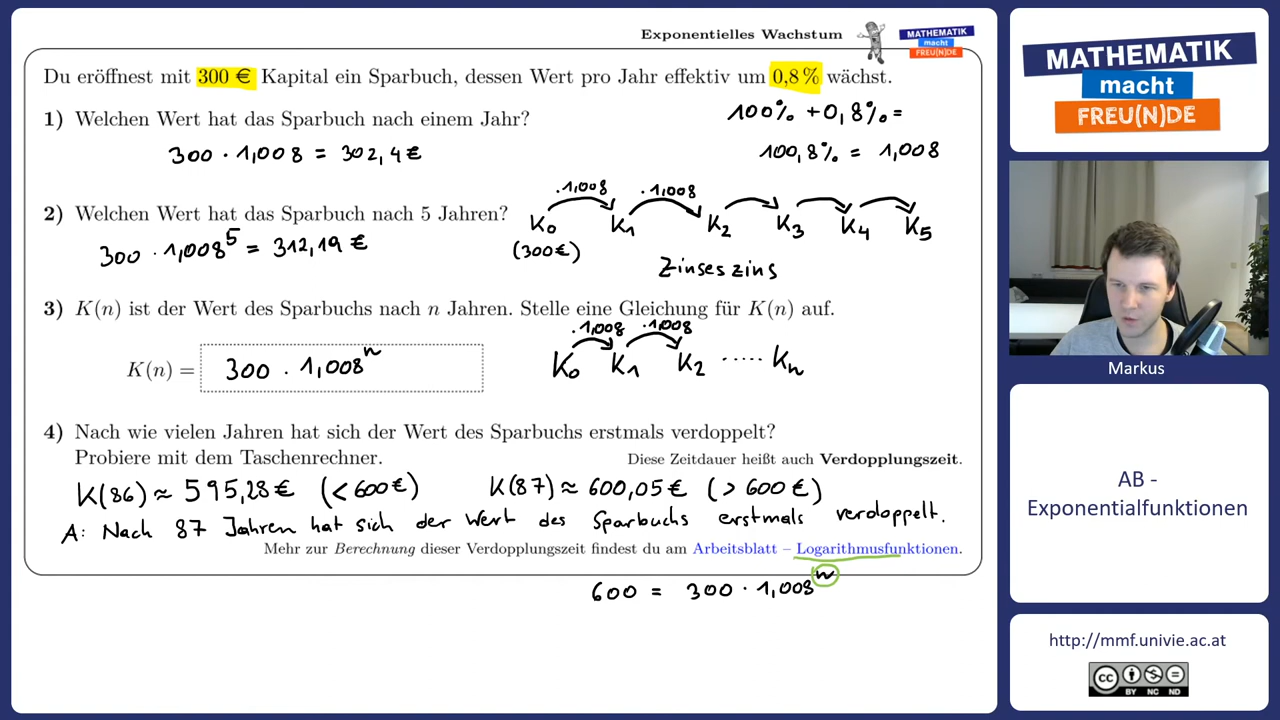 Exponentielles Wachstum
MATHEMATIK
macht
FREU(N)DE
Du eröffnest mit 300 € Kapital ein Sparbuch, dessen Wert pro Jahr effektiv um 0,8 % wächst.
1) Welchen Wert hat das Sparbuch nach einem Jahr?
100% + 0,8% =
300 · 1,008 = 302,4 €
100,8% = 1,008
2) Welchen Wert hat das Sparbuch nach 5 Jahren?
·1,008 ·1,008
K₀ K₁ K₂ K₃ K₄ K₅
300 · 1,008⁵ = 312,19 €
(300€)
Zinseszins
3) K(n) ist der Wert des Sparbuchs nach n Jahren. Stelle eine Gleichung für K(n) auf.
·1,008 ·1,008
K(n) = 300 · 1,008ⁿ
K₀ K₁ K₂ ..... Kₙ
4) Nach wie vielen Jahren hat sich der Wert des Sparbuchs erstmals verdoppelt?
Probiere mit dem Taschenrechner.
Diese Zeitdauer heißt auch Verdopplungszeit.
K(86) ≈ 595,28 € (< 600 €) K(87) ≈ 600,05 € (> 600 €)
A: Nach 87 Jahren hat sich der Wert des Sparbuchs erstmals verdoppelt.
Mehr zur Berechnung dieser Verdopplungszeit findest du am Arbeitsblatt – Logarithmusfunktionen.
600 = 300 · 1,008ⁿ
MATHEMATIK
macht
FREU(N)DE
Markus
AB -
Exponentialfunktionen
http://mmf.univie.ac.at
cc
BY NC ND